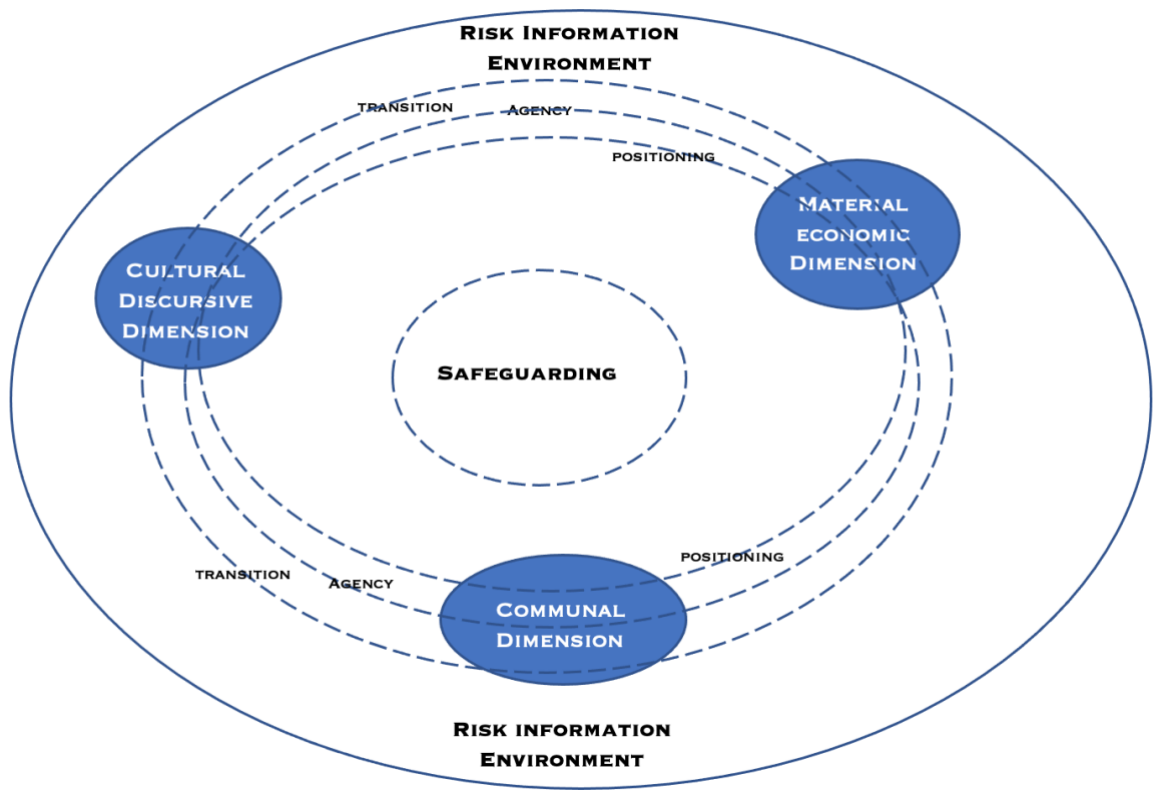 Risk Information
Environment
transition
Agency
positioning
Material
economic
Dimension
Cultural
Discursive
Dimension
Safeguarding
positioning
transition
Agency
Communal
Dimension
Risk information
Environment